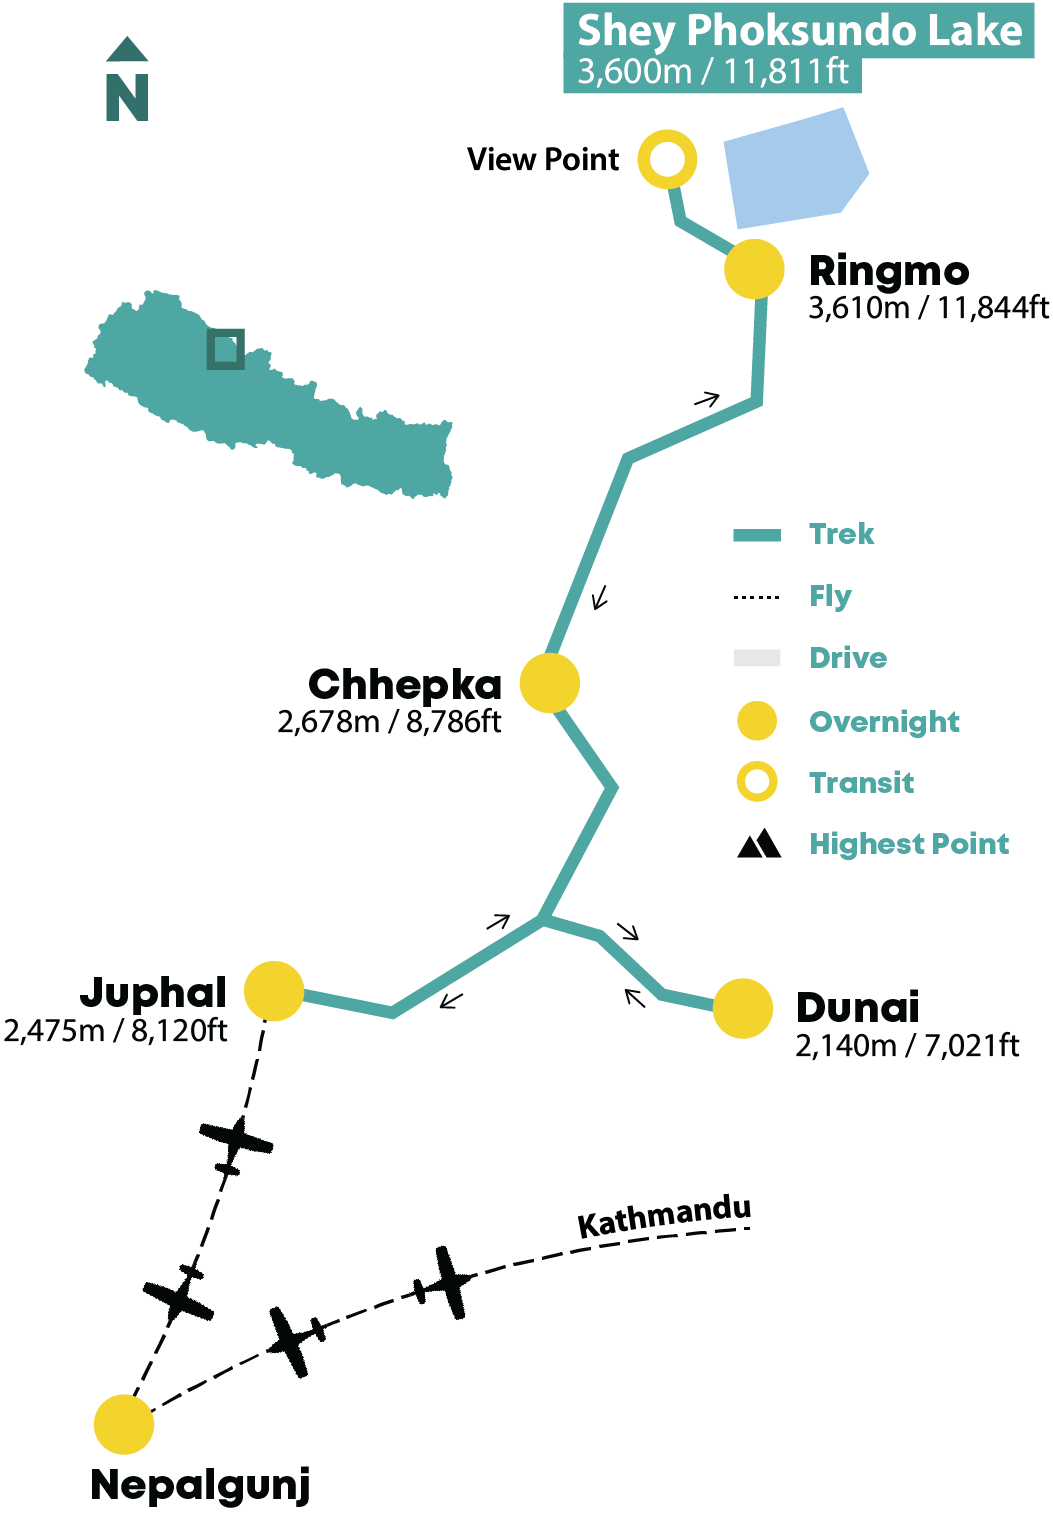 Shey Phoksundo Lake
3,600m / 11,811ft
N
View Point
Ringmo
3,610m / 11,844ft
Trek
Fly
Drive
Overnight
Transit
Highest Point
Chhepka
2,678m / 8,786ft
Juphal
2,475m / 8,120ft
Dunai
2,140m / 7,021ft
Kathmandu
Nepalgunj